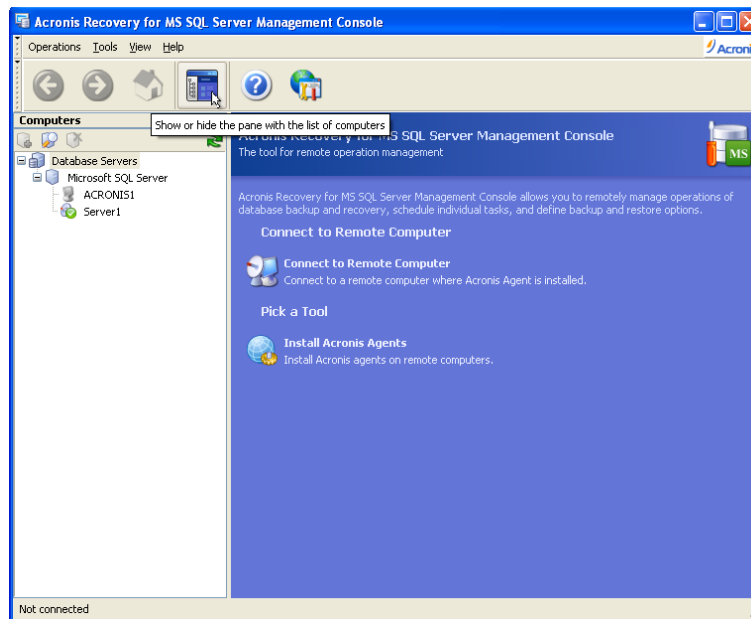 Acronis Recovery for MS SQL Server Management Console
Operations Tools View Help
Acroni
Computers
Show or hide the pane with the list of computers
Acronis Recovery for MS SQL Server Management Console
The tool for remote operation management
MS
Database Servers
Microsoft SQL Server
ACRONIS1
Server1
Acronis Recovery for MS SQL Server Management Console allows you to remotely manage operations of
database backup and recovery, schedule individual tasks, and define backup and restore options.
Connect to Remote Computer
Connect to Remote Computer
Connect to a remote computer where Acronis Agent is installed.
Pick a Tool
Install Acronis Agents
Install Acronis agents on remote computers.
Not connected